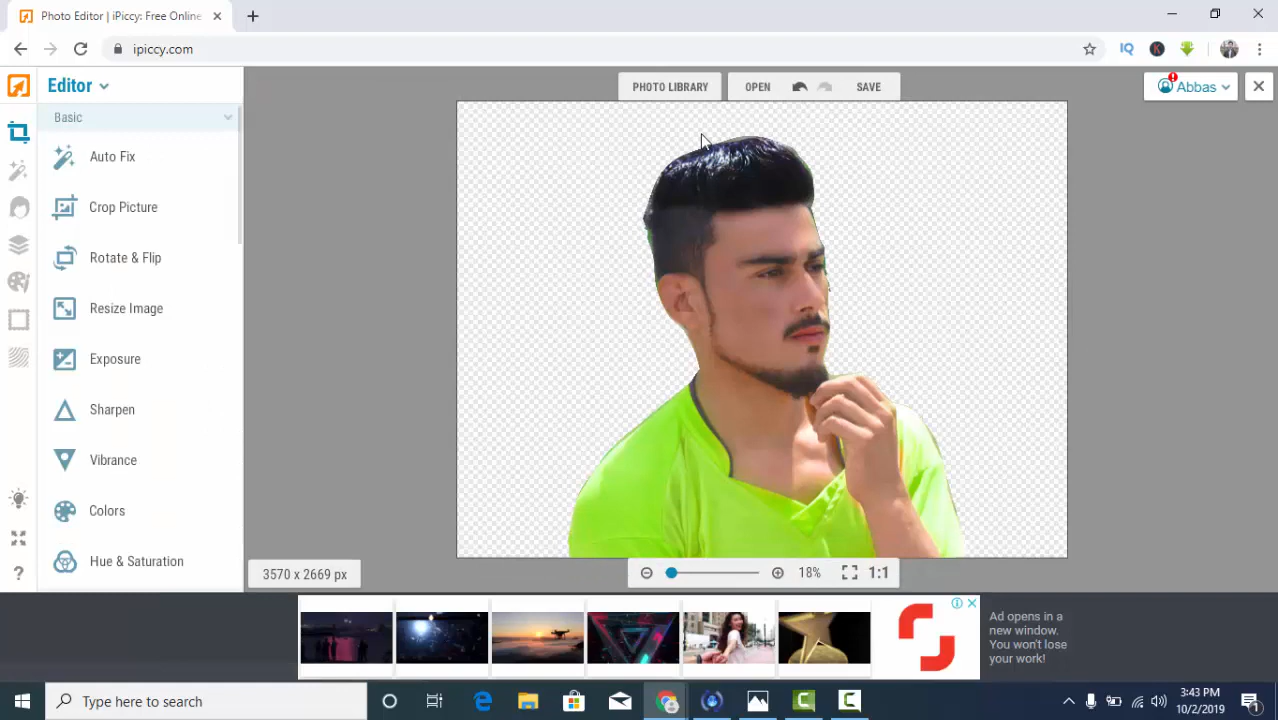 Photo Editor | iPiccy: Free Online
ipiccy.com
Editor
PHOTO LIBRARY
OPEN
SAVE
Abbas
Basic
Auto Fix
Crop Picture
Rotate & Flip
Resize Image
Exposure
Sharpen
Vibrance
Colors
Hue & Saturation
3570 x 2669 px
18%
1:1
Ad opens in a
new window.
You won't lose
your work!
Type here to search
3:43 PM
10/2/2019